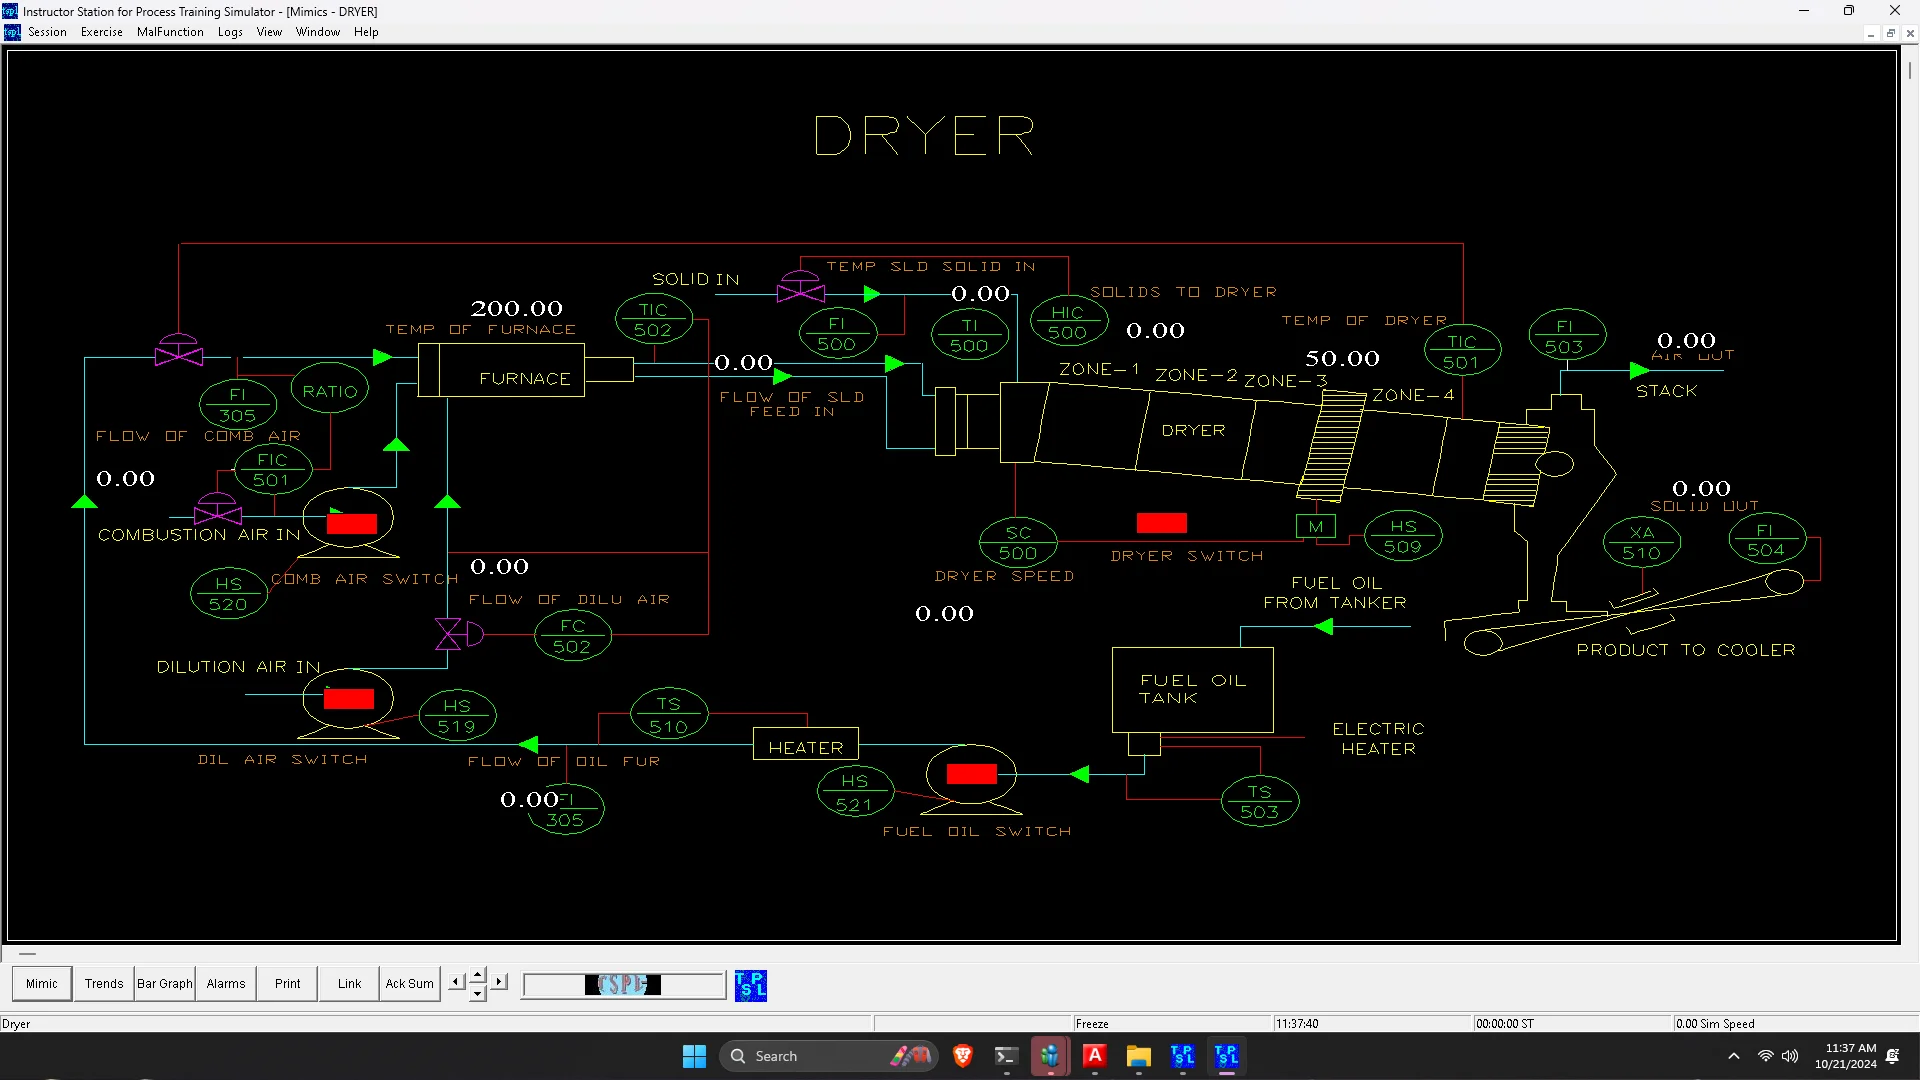 Instructor Station for Process Training Simulator - [Mimics - DRYER]
Session Exercise MalFunction Logs View Window Help
DRYER
SOLID IN
TEMP SLD SOLID IN
0.00
SOLIDS TO DRYER
0.00
200.00
TEMP OF FURNACE
TIC
502
FI
500
TI
500
HIC
500
TEMP OF DRYER
50.00
TIC
501
FI
503
0.00
AIR OUT
STACK
FURNACE
0.00
FLOW OF SLD
FEED IN
ZONE-1 ZONE-2 ZONE-3 ZONE-4
DRYER
RATIO
FI
305
FLOW OF COMB AIR
0.00
FIC
501
COMBUSTION AIR IN
HS
520
COMB AIR SWITCH
0.00
FLOW OF DILU AIR
FC
502
SC
500
DRYER SPEED
0.00
DRYER SWITCH
M
HS
509
0.00
SOLID OUT
XA
510
FI
504
PRODUCT TO COOLER
FUEL OIL
FROM TANKER
FUEL OIL
TANK
ELECTRIC
HEATER
DILUTION AIR IN
HS
519
DIL AIR SWITCH
TS
510
HEATER
FLOW OF OIL FUR
0.00
FI
305
HS
521
FUEL OIL SWITCH
TS
503
Mimic Trends Bar Graph Alarms Print Link Ack Sum
TSPL
TPSL
Dryer Freeze 11:37:40 00:00:00 ST 0.00 Sim Speed
Search
11:37 AM
10/21/2024